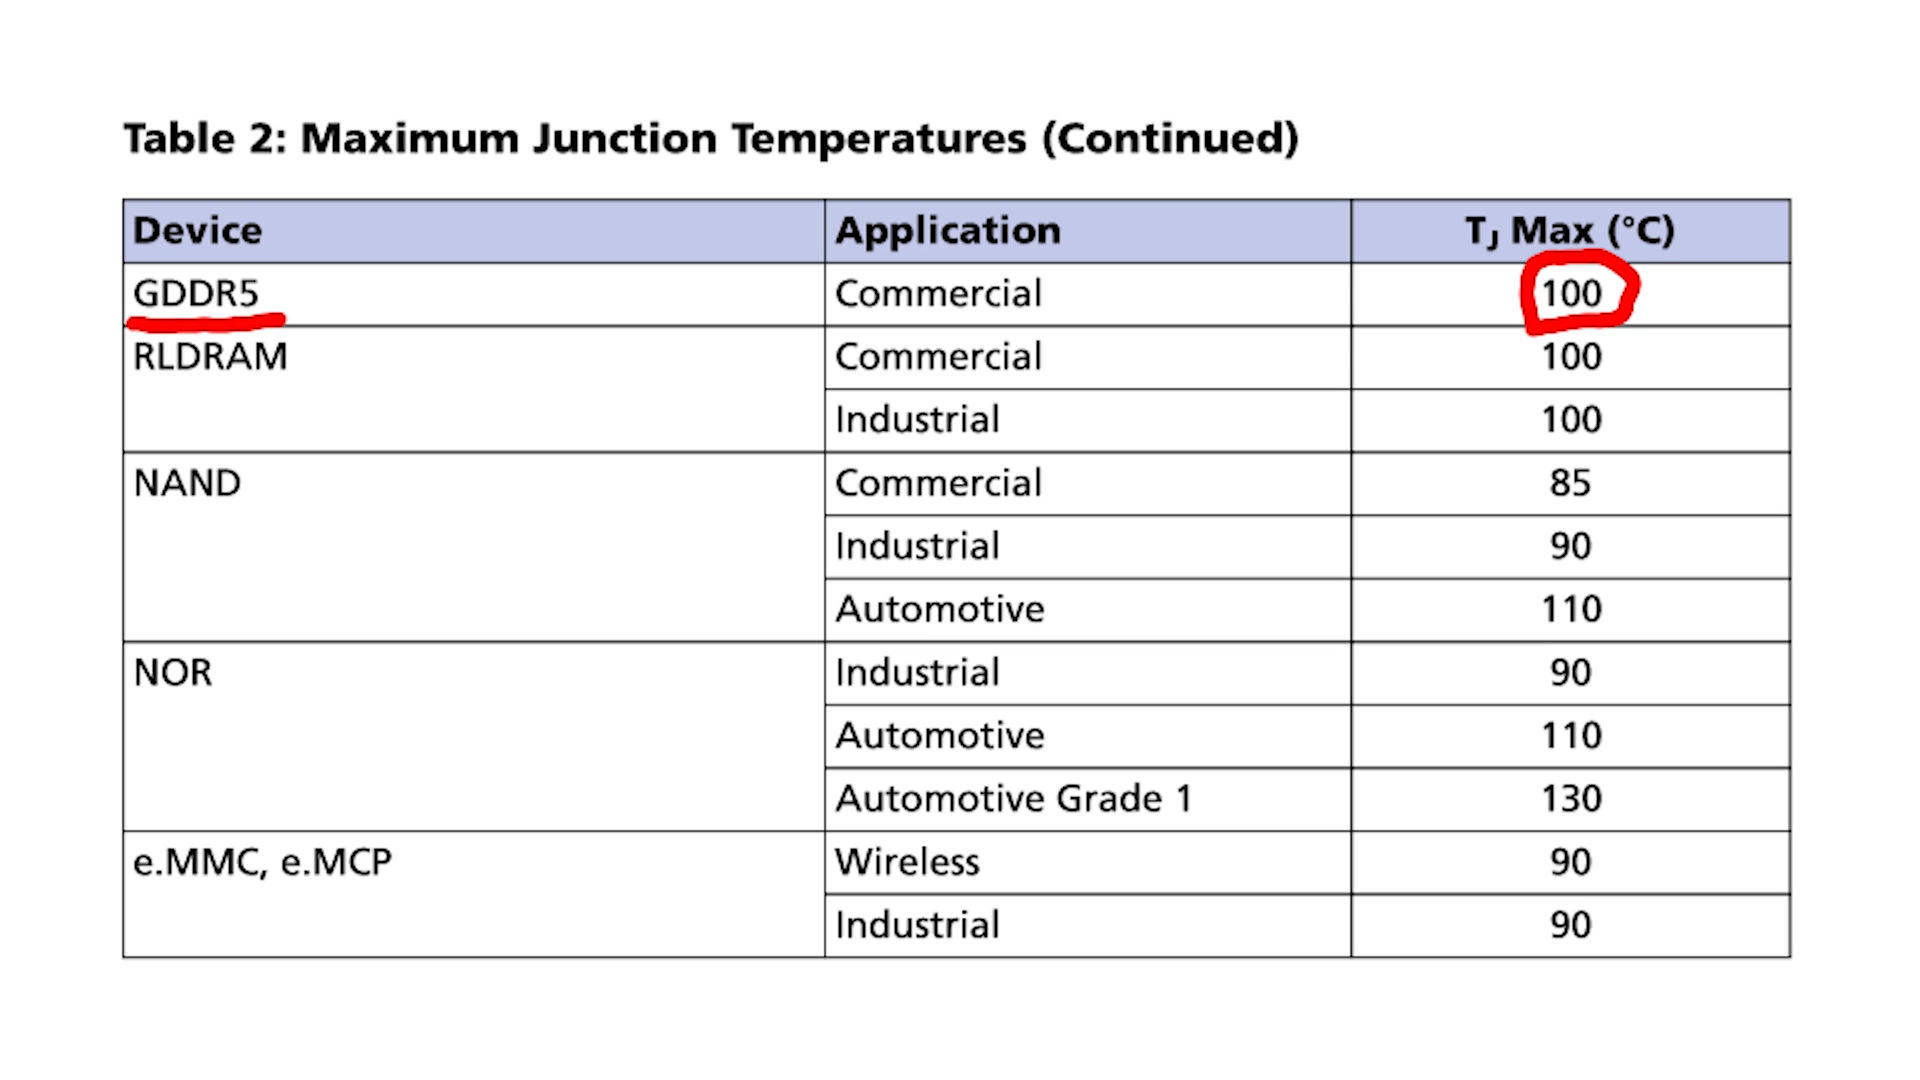 Table 2: Maximum Junction Temperatures (Continued)
Device Application TJ Max (°C)
GDDR5 Commercial 100
RLDRAM Commercial 100
Industrial 100
NAND Commercial 85
Industrial 90
Automotive 110
NOR Industrial 90
Automotive 110
Automotive Grade 1 130
e.MMC, e.MCP Wireless 90
Industrial 90